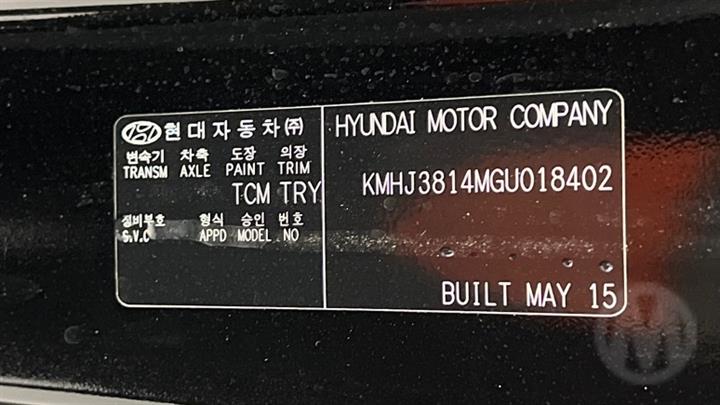 현대자동차㈜
변속기 차축 도장 의장
TRANSM AXLE PAINT TRIM
TCM TRY
정비부호 형식 승인 번호
S.V.C APPD MODEL NO
HYUNDAI MOTOR COMPANY
KMHJ3814MGU018402
BUILT MAY 15